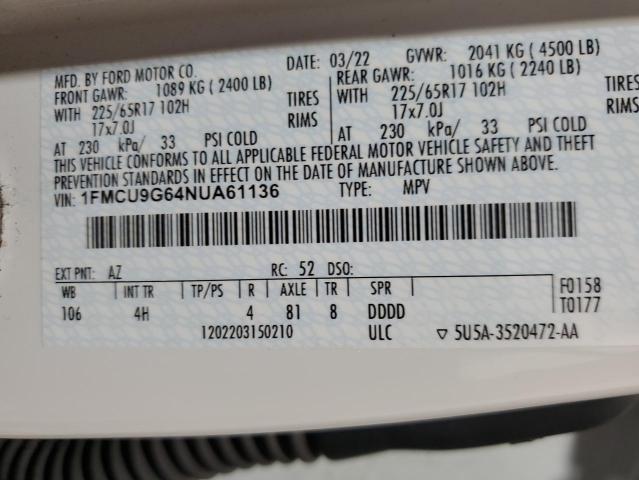 MFD. BY FORD MOTOR CO. DATE: 03/22 GVWR: 2041 KG ( 4500 LB)
FRONT GAWR: 1089 KG ( 2400 LB) REAR GAWR: 1016 KG ( 2240 LB)
WITH 225/65R17 102H TIRES WITH 225/65R17 102H TIRES
17x7.0J RIMS 17x7.0J RIMS
AT 230 kPa/ 33 PSI COLD AT 230 kPa/ 33 PSI COLD
THIS VEHICLE CONFORMS TO ALL APPLICABLE FEDERAL MOTOR VEHICLE SAFETY AND THEFT
PREVENTION STANDARDS IN EFFECT ON THE DATE OF MANUFACTURE SHOWN ABOVE.
VIN: 1FMCU9G64NUA61136 TYPE: MPV
EXT PNT: AZ RC: 52 DSO:
WB INT TR TP/PS R AXLE TR SPR F0158
106 4H 4 81 8 DDDD T0177
1202203150210 ULC ▽ 5U5A-3520472-AA